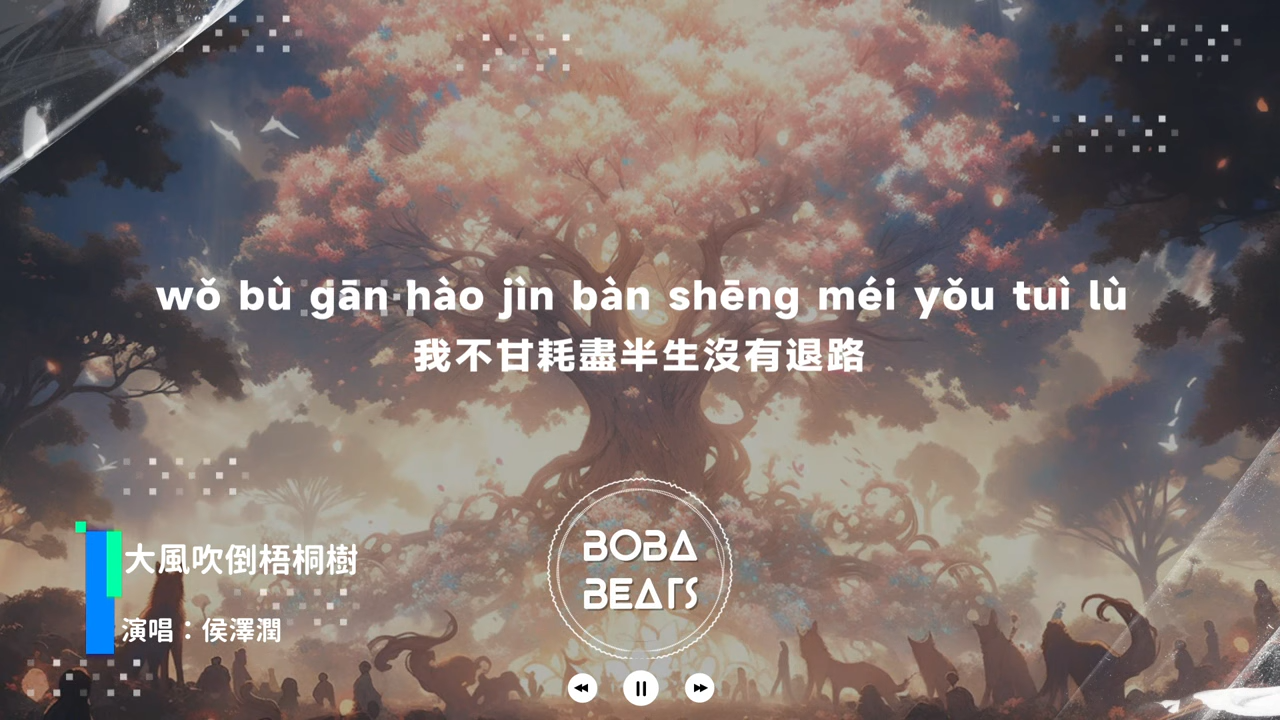 wǒ bù gān hào jìn bàn shēng méi yǒu tuì lù
我不甘耗盡半生沒有退路
大風吹倒梧桐樹
演唱：侯澤潤
BOBA
BEATS